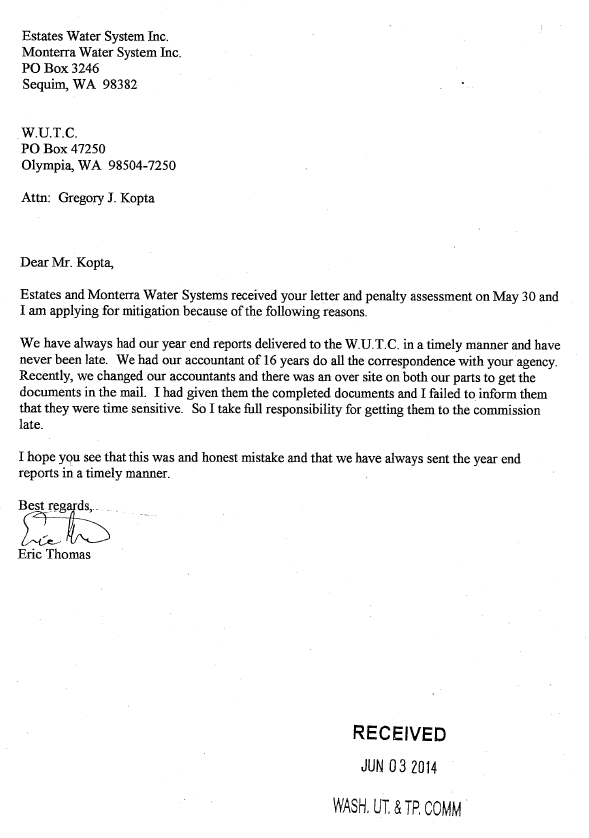 Estates Water System Inc.
Monterra Water System Inc.
PO Box 3246
Sequim, WA 98382
W.U.T.C.
PO Box 47250
Olympia, WA 98504-7250
Attn: Gregory J. Kopta
Dear Mr. Kopta,
Estates and Monterra Water Systems received your letter and penalty assessment on May 30 and
I am applying for mitigation because of the following reasons.
We have always had our year end reports delivered to the W.U.T.C. in a timely manner and have
never been late. We had our accountant of 16 years do all the correspondence with your agency.
Recently, we changed our accountants and there was an over site on both our parts to get the
documents in the mail. I had given them the completed documents and I failed to inform them
that they were time sensitive. So I take full responsibility for getting them to the commission
late.
I hope you see that this was and honest mistake and that we have always sent the year end
reports in a timely manner.
Best regards,
Eric Thomas
RECEIVED
JUN 03 2014
WASH. UT. & TP. COMM